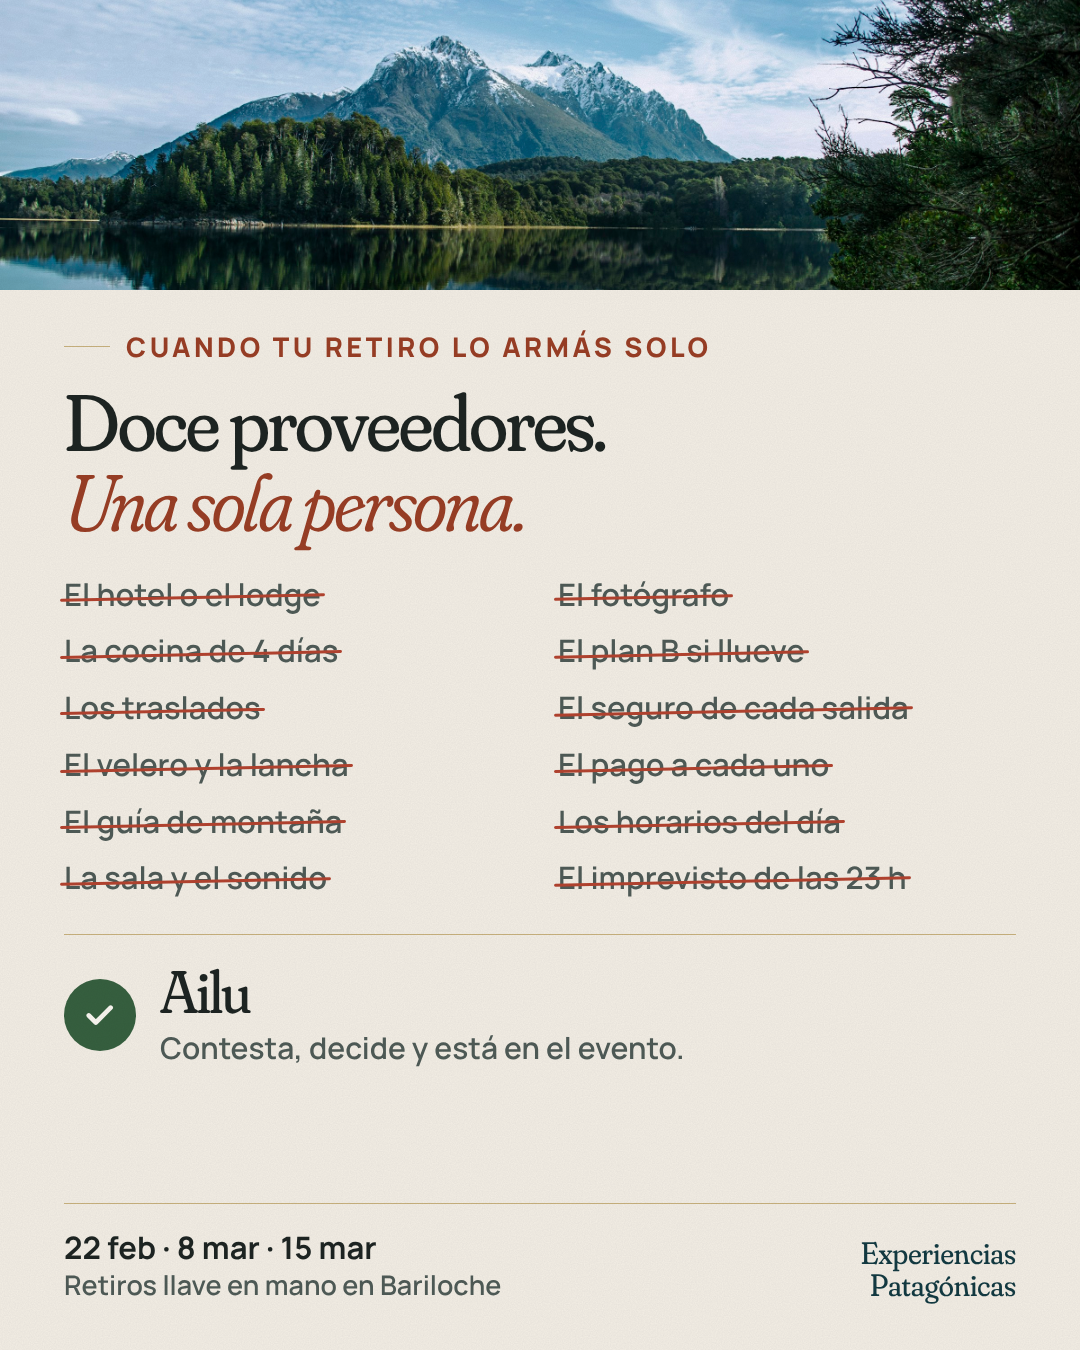 CUANDO TU RETIRO LO ARMÁS SOLO
Doce proveedores.
Una sola persona.
El hotel o el lodge
La cocina de 4 días
Los traslados
El velero y la lancha
El guía de montaña
La sala y el sonido
El fotógrafo
El plan B si llueve
El seguro de cada salida
El pago a cada uno
Los horarios del día
El imprevisto de las 23 h
Ailu
Contesta, decide y está en el evento.
22 feb · 8 mar · 15 mar
Retiros llave en mano en Bariloche
Experiencias
Patagónicas